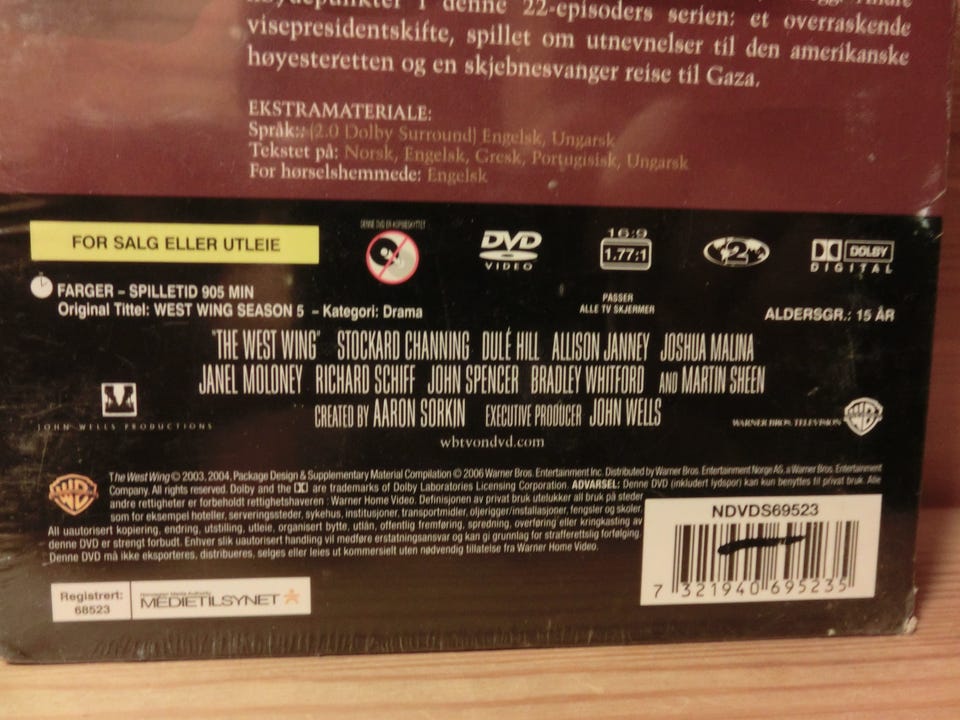 i denne 22-episoders serien: et overraskende
visepresidentskifte, spillet om utnevnelser til den amerikanske
høyesteretten og en skjebnesvanger reise til Gaza.
EKSTRAMATERIALE:
Språk: (2.0 Dolby Surround) Engelsk, Ungarsk
Tekstet på: Norsk, Engelsk, Gresk, Portugisisk, Ungarsk
For hørselshemmede: Engelsk
FOR SALG ELLER UTLEIE
DENNE DVD ER KOPIBESKYTTET
DVD
VIDEO
16:9
1.77:1
2
DOLBY
DIGITAL
PASSER
ALLE TV SKJERMER
FARGER – SPILLETID 905 MIN
Original Tittel: WEST WING SEASON 5 – Kategori: Drama
ALDERSGR.: 15 ÅR
"THE WEST WING" STOCKARD CHANNING DULÉ HILL ALLISON JANNEY JOSHUA MALINA
JANEL MOLONEY RICHARD SCHIFF JOHN SPENCER BRADLEY WHITFORD AND MARTIN SHEEN
CREATED BY AARON SORKIN EXECUTIVE PRODUCER JOHN WELLS
JOHN WELLS PRODUCTIONS
WARNER BROS. TELEVISION
wbtvondvd.com
The West Wing © 2003, 2004. Package Design & Supplementary Material Compilation © 2006 Warner Bros. Entertainment Inc. Distributed by Warner Bros. Entertainment Norge AS, a Warner Bros. Entertainment
Company. All rights reserved. Dolby and the DD are trademarks of Dolby Laboratories Licensing Corporation. ADVARSEL: Denne DVD (inkludert lydspor) kan kun benyttes til privat bruk. Alle
andre rettigheter er forbeholdt rettighetshaveren : Warner Home Video. Definisjonen av privat bruk utelukker all bruk på steder
som for eksempel hoteller, serveringssteder, sykehus, institusjoner, transportmidler, oljerigger/installasjoner, fengsler og skoler.
All uautorisert kopiering, endring, utstilling, utleie, organisert bytte, utlån, offentlig fremføring, spredning, overføring eller kringkasting av
denne DVD er strengt forbudt. Enhver slik uautorisert handling vil medføre erstatningsansvar og kan gi grunnlag for strafferettslig forfølging.
Denne DVD må ikke eksporteres, distribueres, selges eller leies ut kommersielt uten nødvendig tillatelse fra Warner Home Video.
NDVDS69523
7 321940 695235
Registrert:
68523
Norwegian Media Authority
MEDIETILSYNET